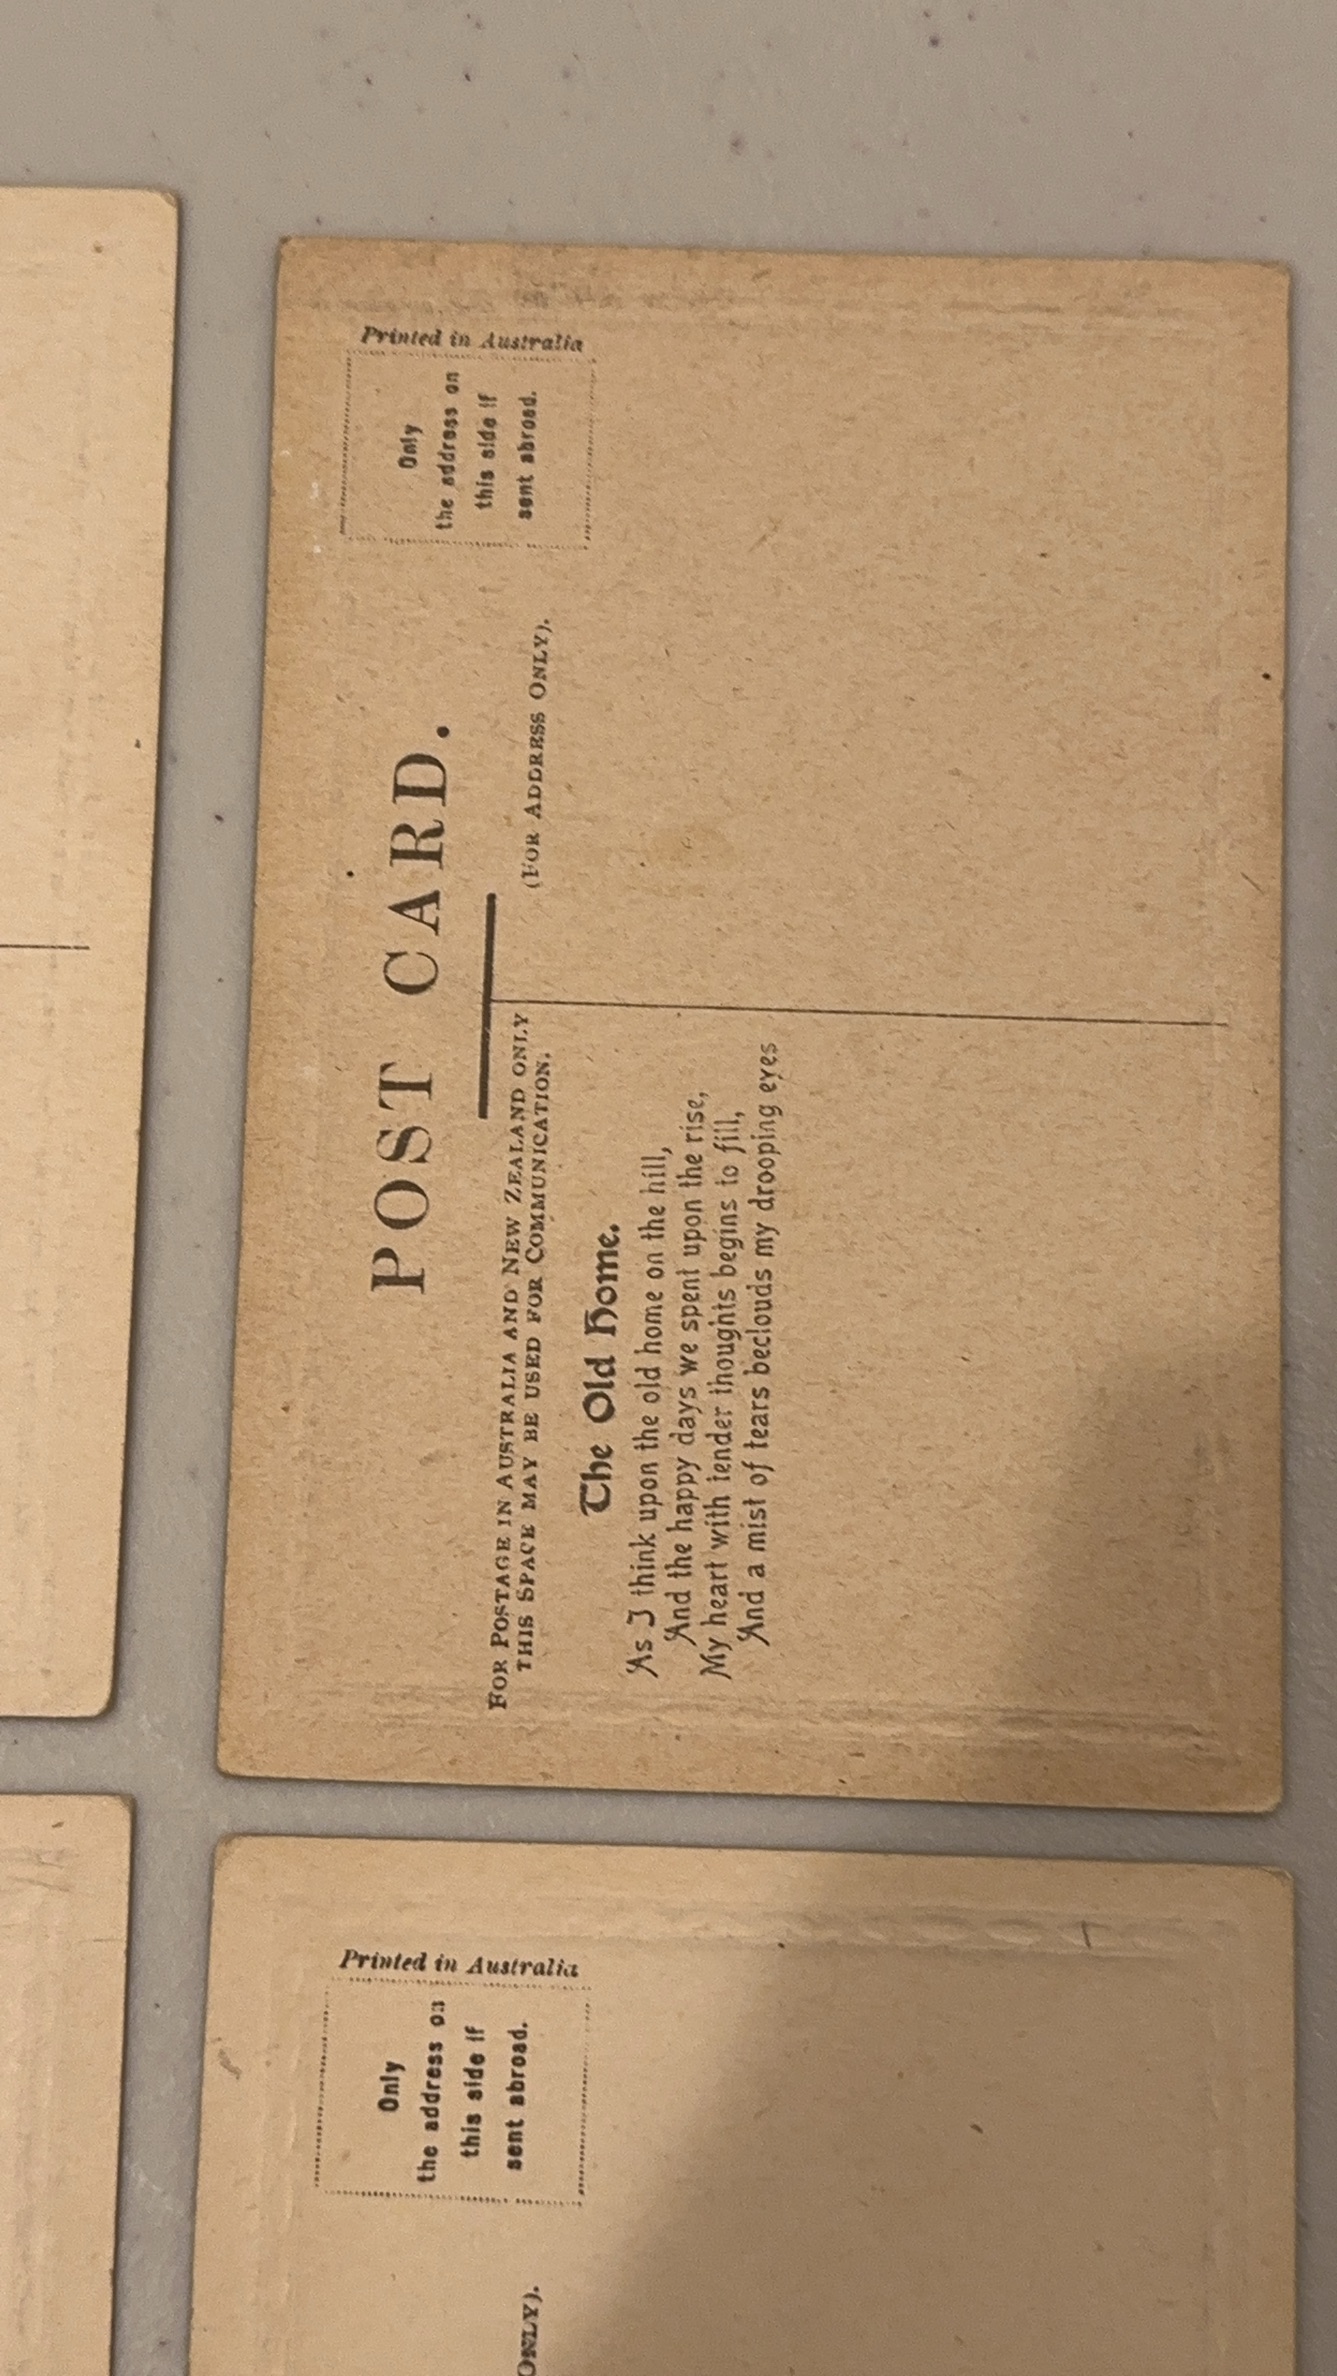 POST CARD.
Printed in Australia
Only
the address on
this side if
sent abroad.
FOR POSTAGE IN AUSTRALIA AND NEW ZEALAND ONLY
THIS SPACE MAY BE USED FOR COMMUNICATION.
(FOR ADDRESS ONLY).
The Old Home.
As I think upon the old home on the hill,
And the happy days we spent upon the rise,
My heart with tender thoughts begins to fill,
And a mist of tears beclouds my drooping eyes
Printed in Australia
Only
the address on
this side if
sent abroad.
ONLY).